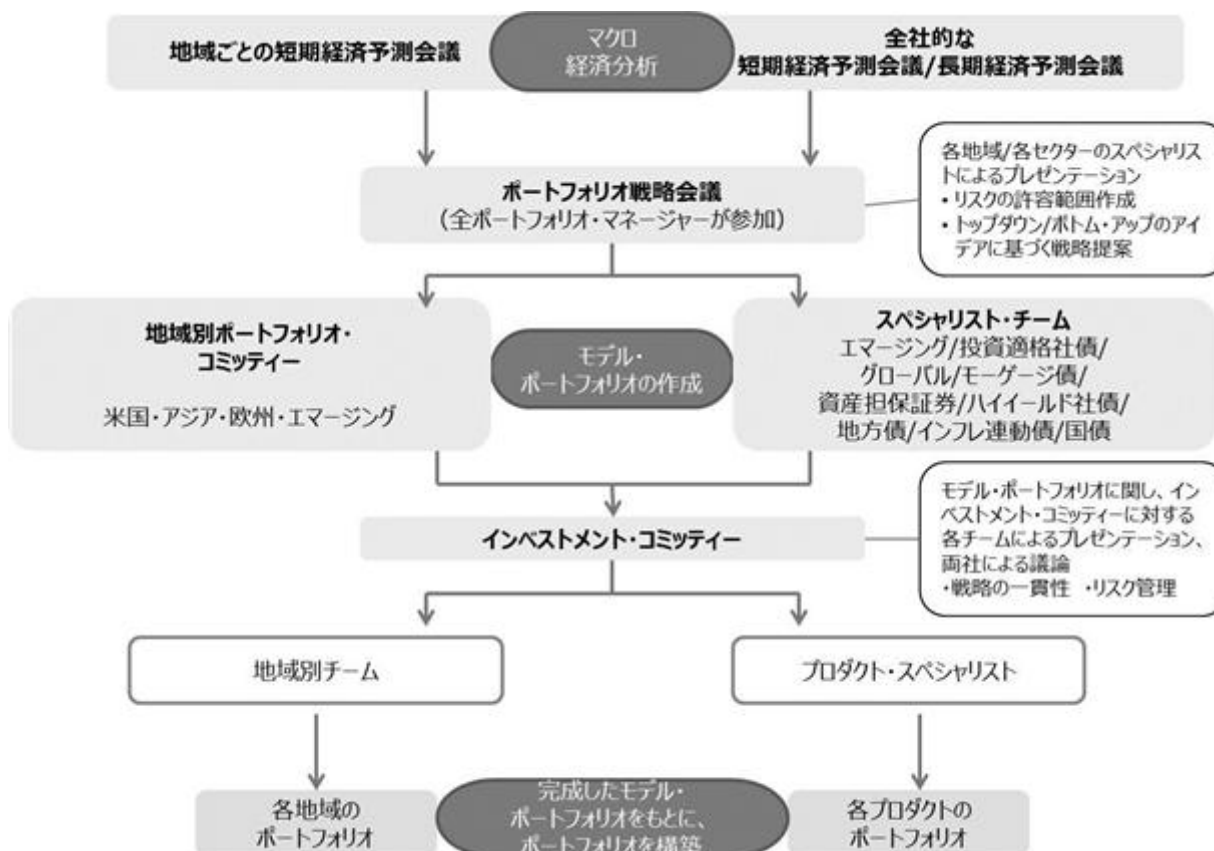 地域ごとの短期経済予測会議
マクロ
経済分析
全社的な
短期経済予測会議/長期経済予測会議
各地域/各セクターのスペシャリス
トによるプレゼンテーション
• リスクの許容範囲作成
• トップダウン/ボトム・アップのアイ
デアに基づく戦略提案
ポートフォリオ戦略会議
(全ポートフォリオ・マネージャーが参加)
地域別ポートフォリオ・
コミッティー
米国・アジア・欧州・エマージング
モデル・
ポートフォリオの作成
スペシャリスト・チーム
エマージング/投資適格社債/
グローバル/モーゲージ債/
資産担保証券/ハイイールド社債/
地方債/インフレ連動債/国債
インベストメント・コミッティー
モデル・ポートフォリオに関し、イン
ベストメント・コミッティーに対する
各チームによるプレゼンテーション、
両社による議論
・戦略の一貫性 ・リスク管理
地域別チーム
プロダクト・スペシャリスト
各地域の
ポートフォリオ
完成したモデル・
ポートフォリオをもとに、
ポートフォリオを構築
各プロダクトの
ポートフォリオ